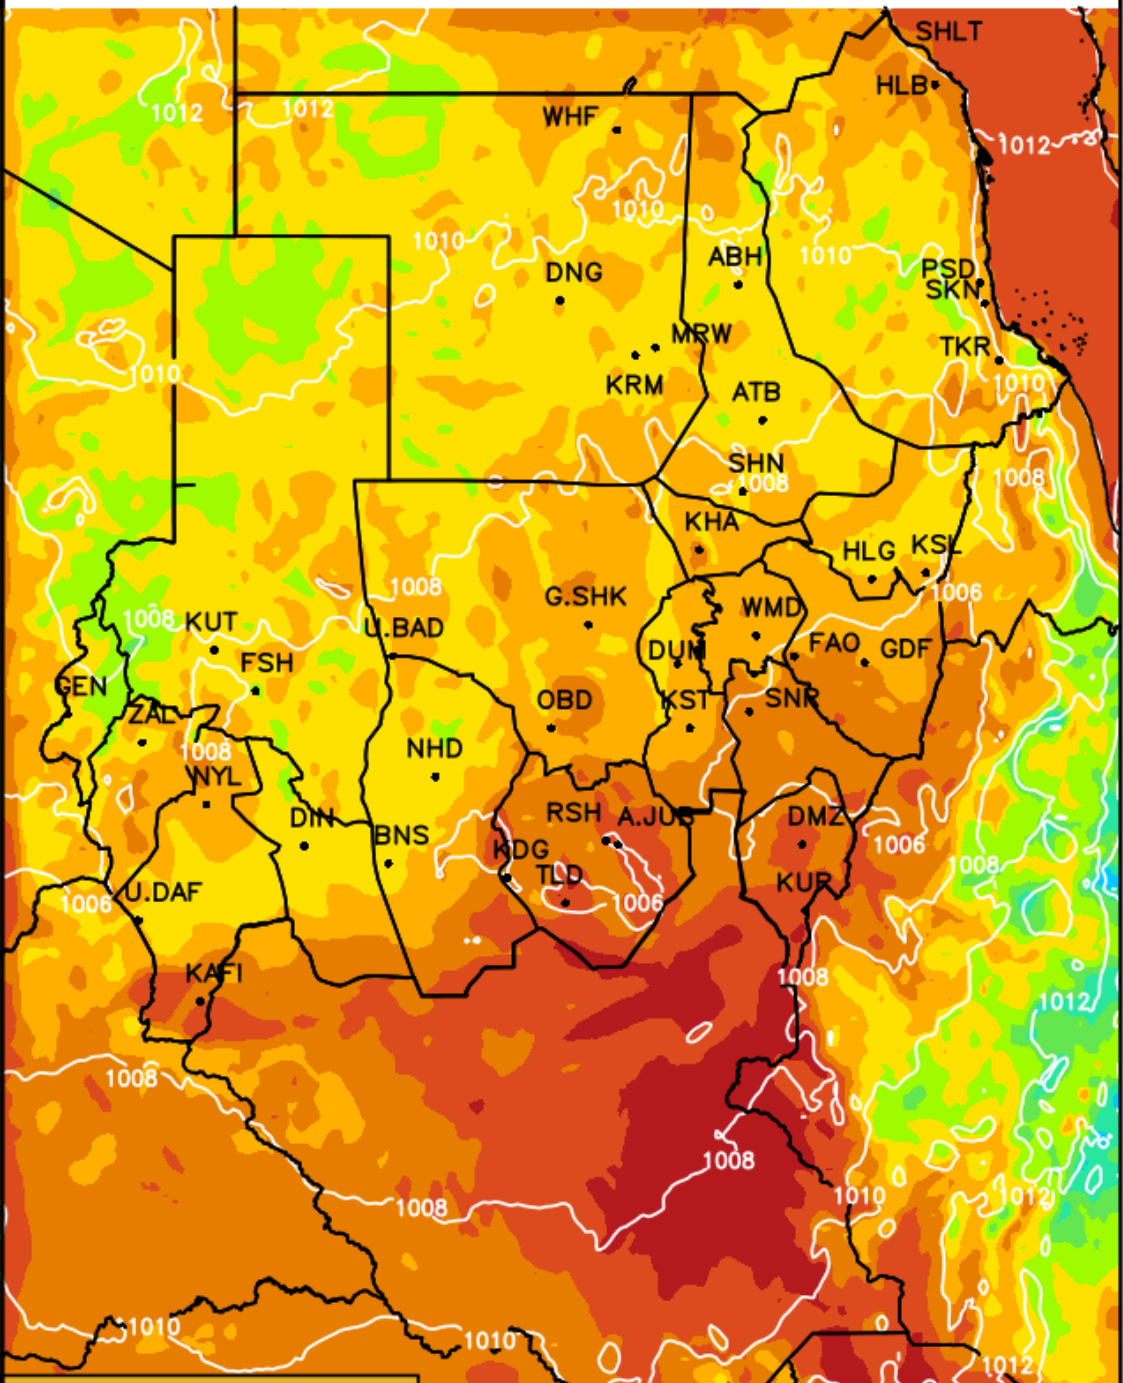 SHLT
HLB
1012
1012
WHF
1012
1010
1010
1010
ABH
DNG
PSD
SKN
MRW
TKR
1010
KRM
1010
ATB
SHN
1008
1008
KHA
HLG
KSL
1008
1006
G.SHK
WMD
1008
KUT
U.BAD
DUM
FAO
GDF
FSH
GEN
OBD
KST
SNR
ZAL
1008
NHD
NYL
RSH
A.JUB
DMZ
DIN
BNS
1006
KDG
1008
TLD
KUR
1006
U.DAF
1006
KAFI
1008
1012
1008
1008
1010
1012
1008
1010
1010
1012